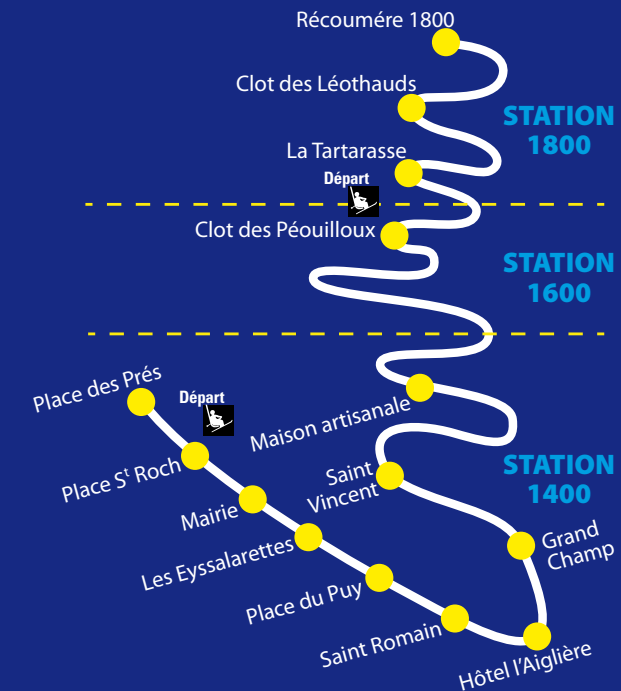 Récoumére 1800
Clot des Léothauds
STATION
1800
La Tartarasse
Départ
Clot des Péouilloux
STATION
1600
Place des Prés
Départ
Maison artisanale
Place Sᵗ Roch
Saint
Vincent
STATION
1400
Mairie
Grand
Champ
Les Eyssalarettes
Place du Puy
Saint Romain
Hôtel l'Aiglière